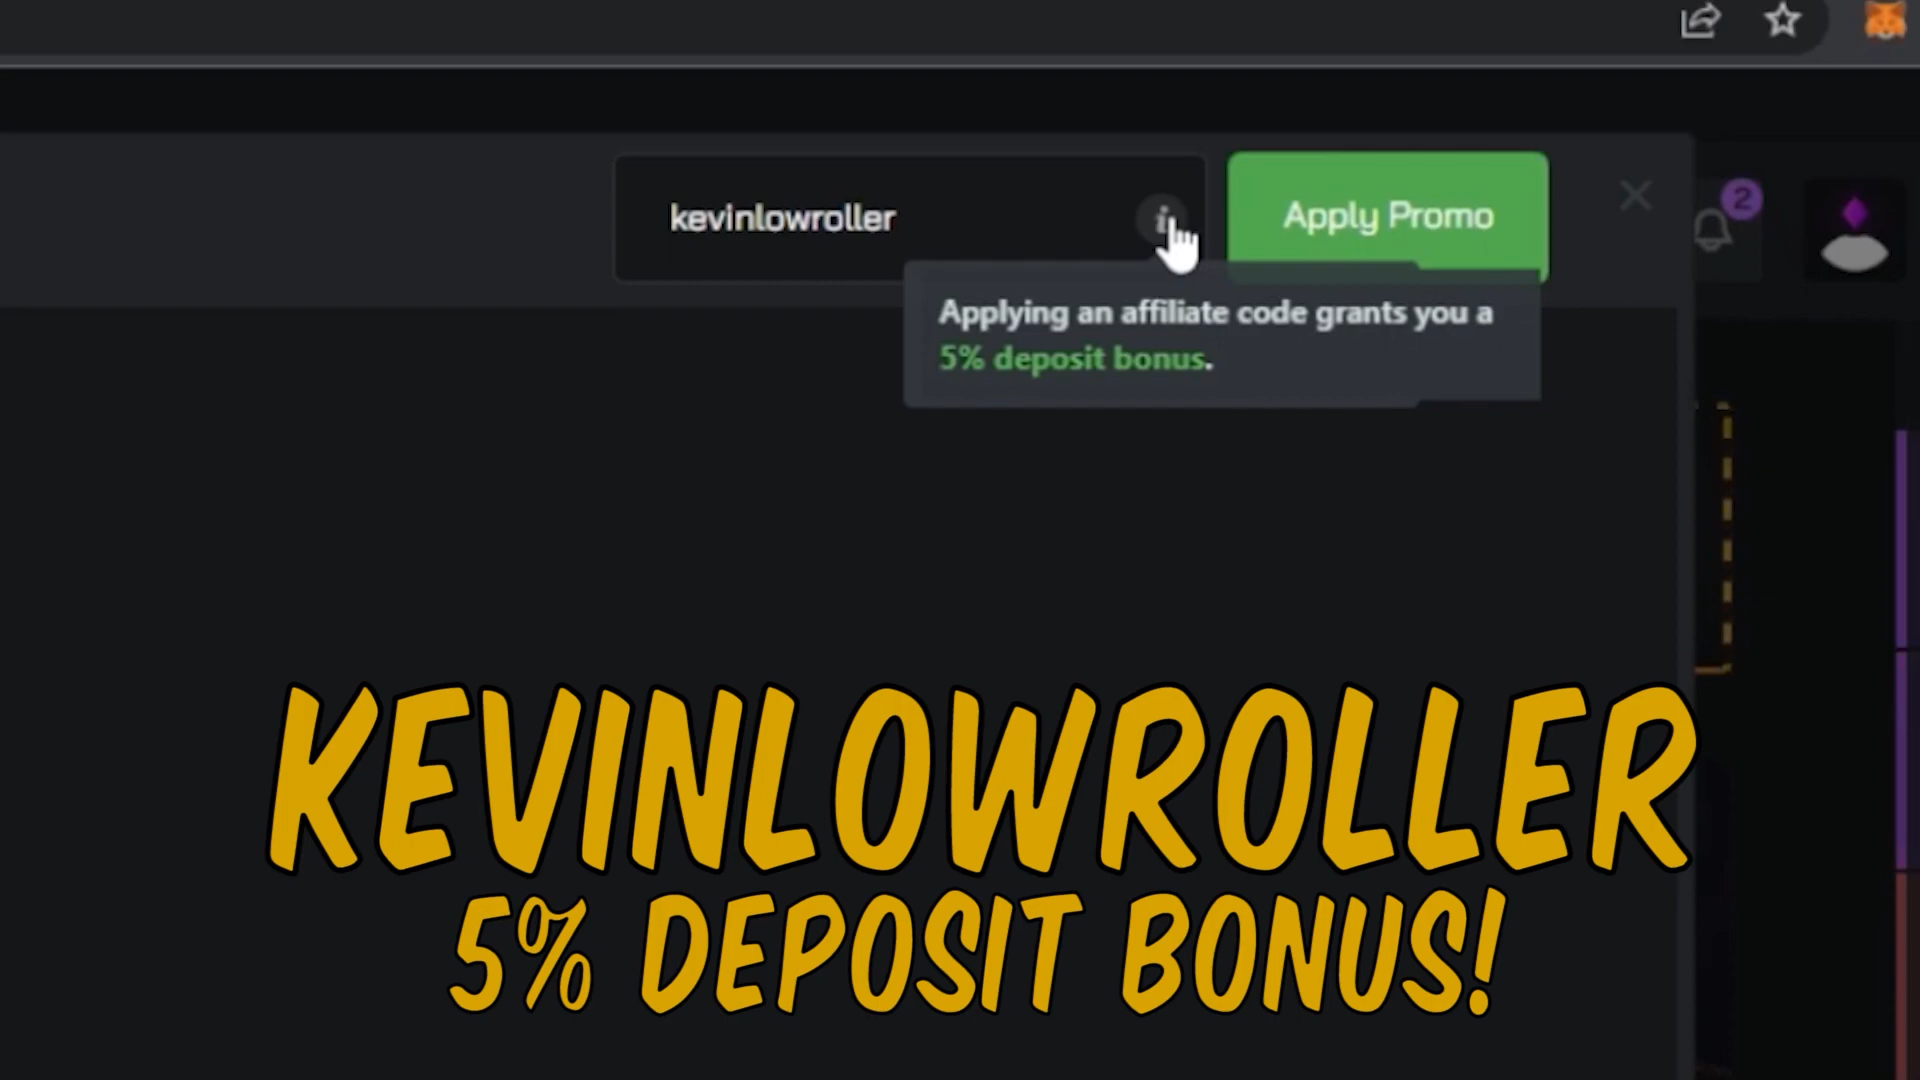 2
kevinlowroller
i
Apply Promo
Applying an affiliate code grants you a
5% deposit bonus.
KEVINLOWROLLER
5% DEPOSIT BONUS!